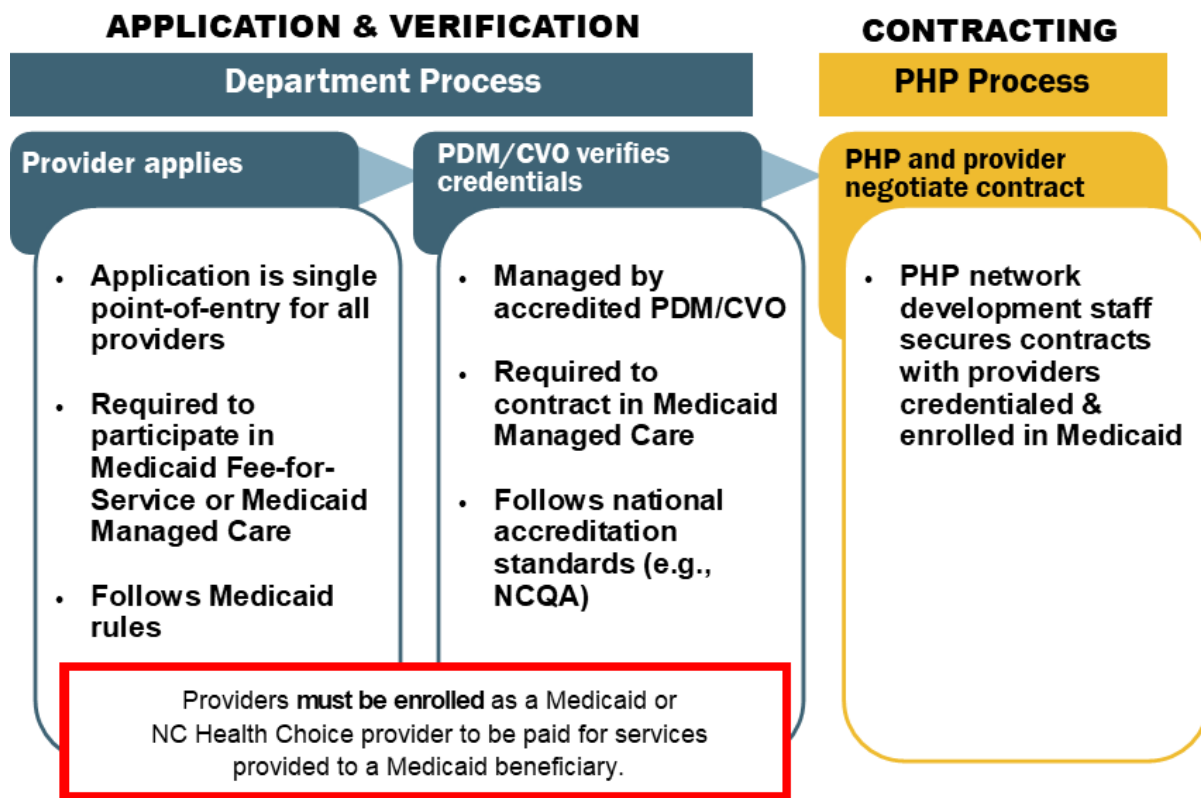 APPLICATION & VERIFICATION
Department Process
Provider applies
• Application is single
point-of-entry for all
providers
• Required to
participate in
Medicaid Fee-for-
Service or Medicaid
Managed Care
• Follows Medicaid
rules
PDM/CVO verifies
credentials
• Managed by
accredited PDM/CVO
• Required to
contract in Medicaid
Managed Care
• Follows national
accreditation
standards (e.g.,
NCQA)
Providers must be enrolled as a Medicaid or
NC Health Choice provider to be paid for services
provided to a Medicaid beneficiary.
CONTRACTING
PHP Process
PHP and provider
negotiate contract
• PHP network
development staff
secures contracts
with providers
credentialed &
enrolled in Medicaid